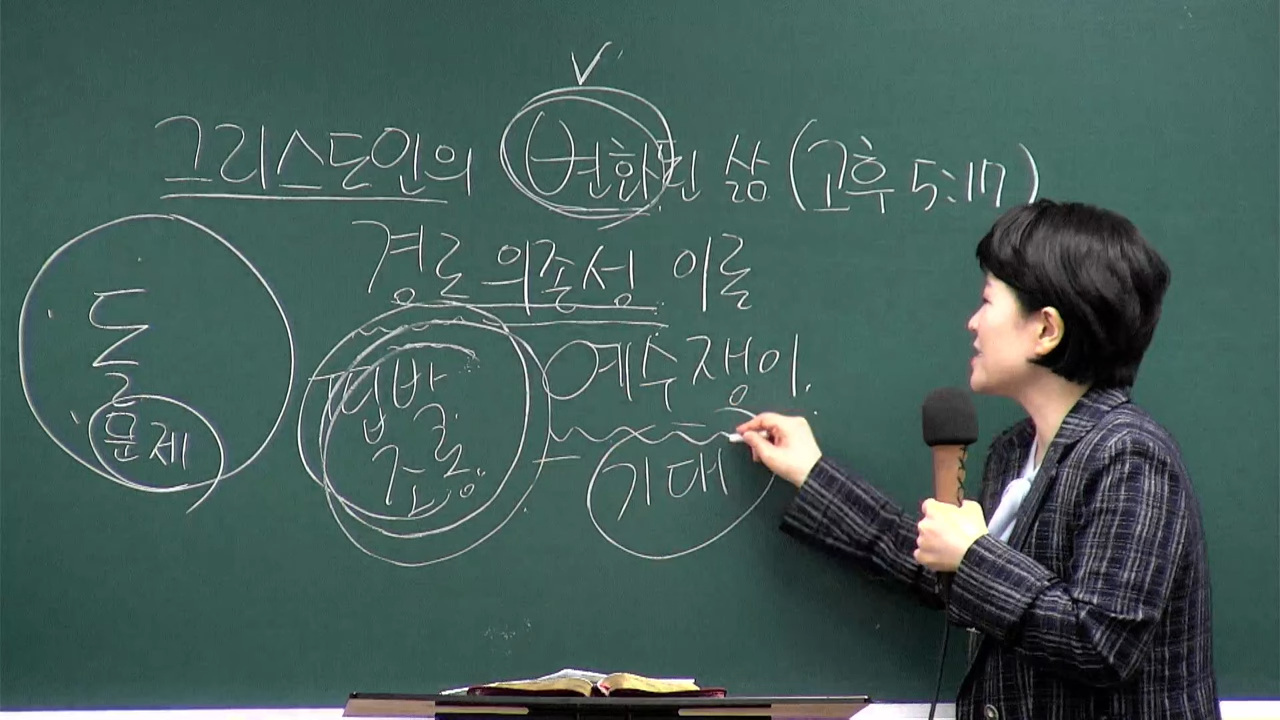 그리스도인의 변화된 삶 (고후 5:17)
경로 의존성 이론
돌
문제
예수쟁이.
기대